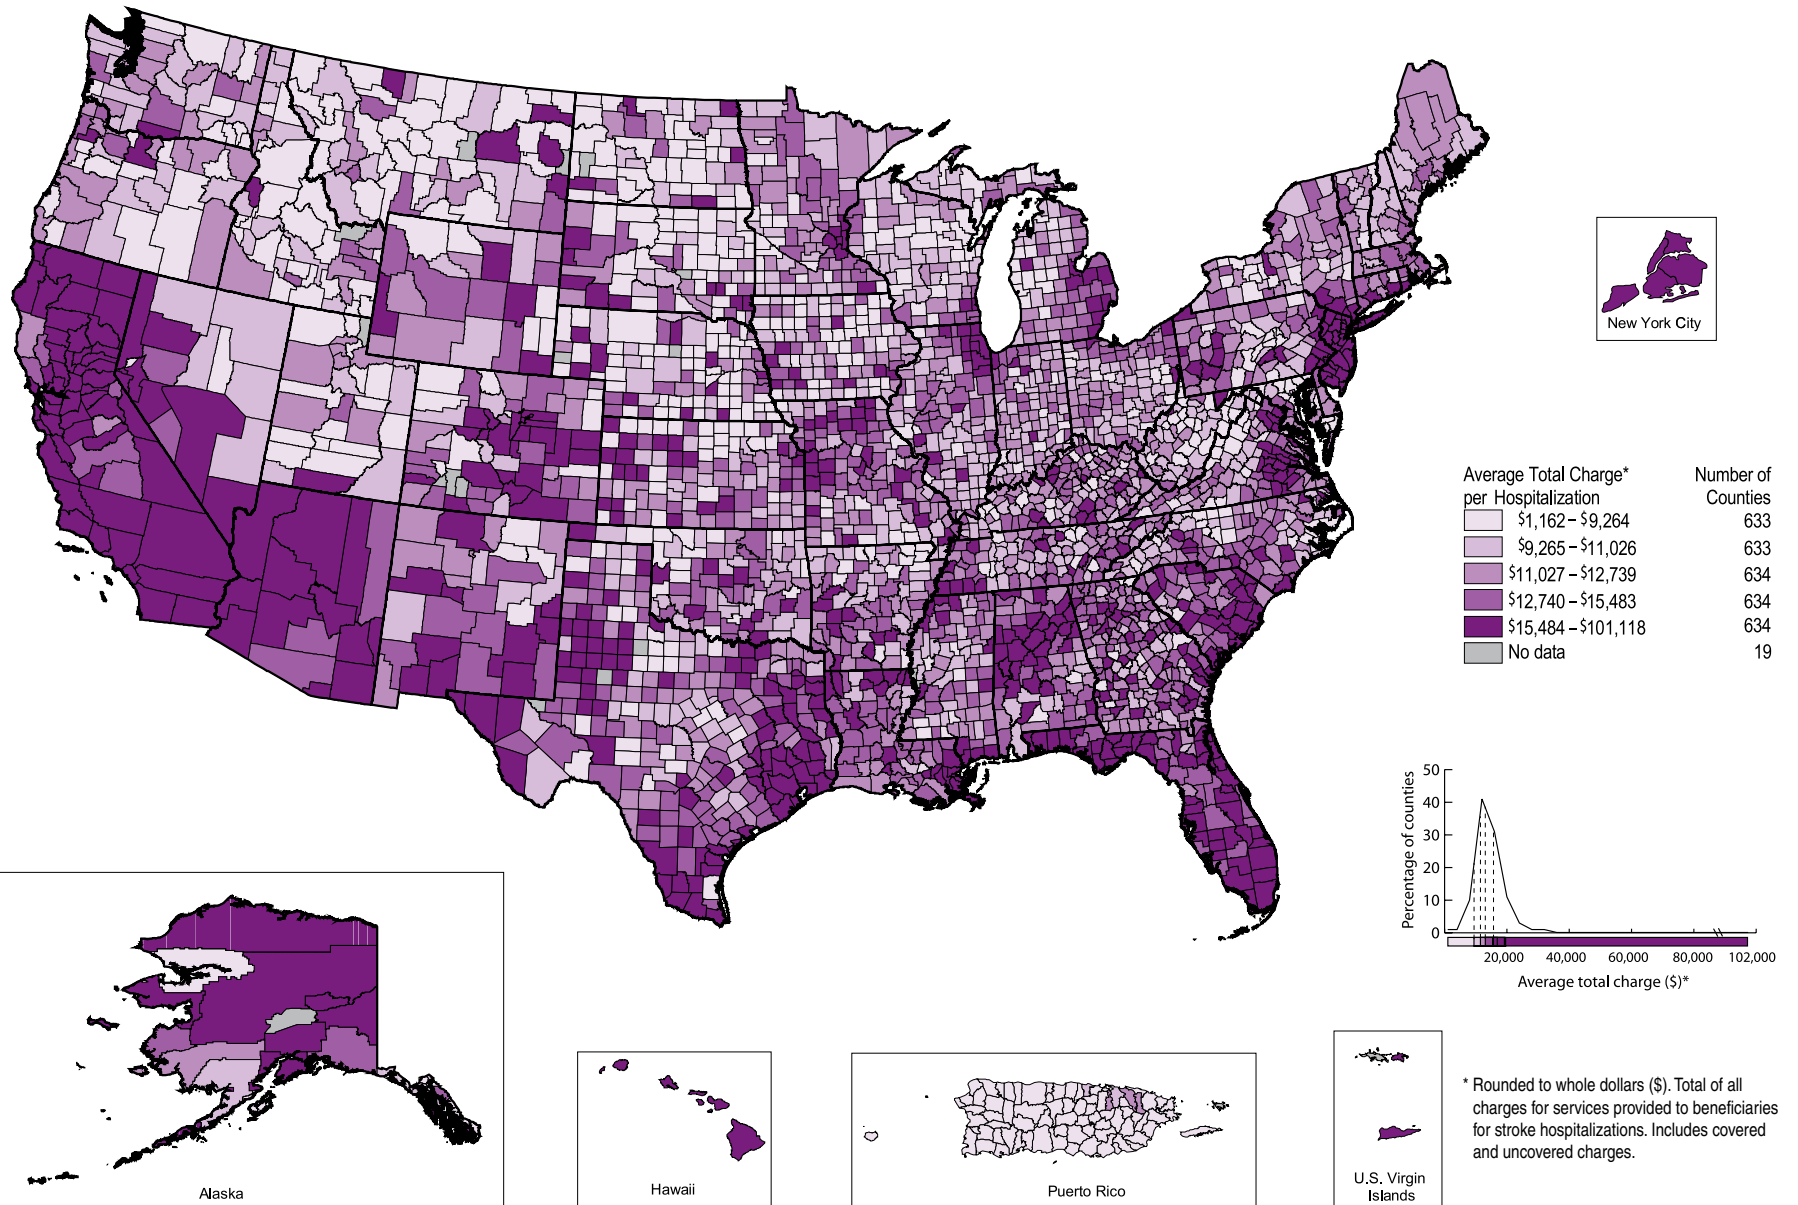 New York City
Average Total Charge* Number of
per Hospitalization Counties
$1,162 – $9,264 633
$9,265 – $11,026 633
$11,027 – $12,739 634
$12,740 – $15,483 634
$15,484 – $101,118 634
No data 19
Percentage of counties
50
40
30
20
10
0
20,000 40,000 60,000 80,000 102,000
Average total charge ($)*
* Rounded to whole dollars ($). Total of all
charges for services provided to beneficiaries
for stroke hospitalizations. Includes covered
and uncovered charges.
Alaska
Hawaii
Puerto Rico
U.S. Virgin
Islands